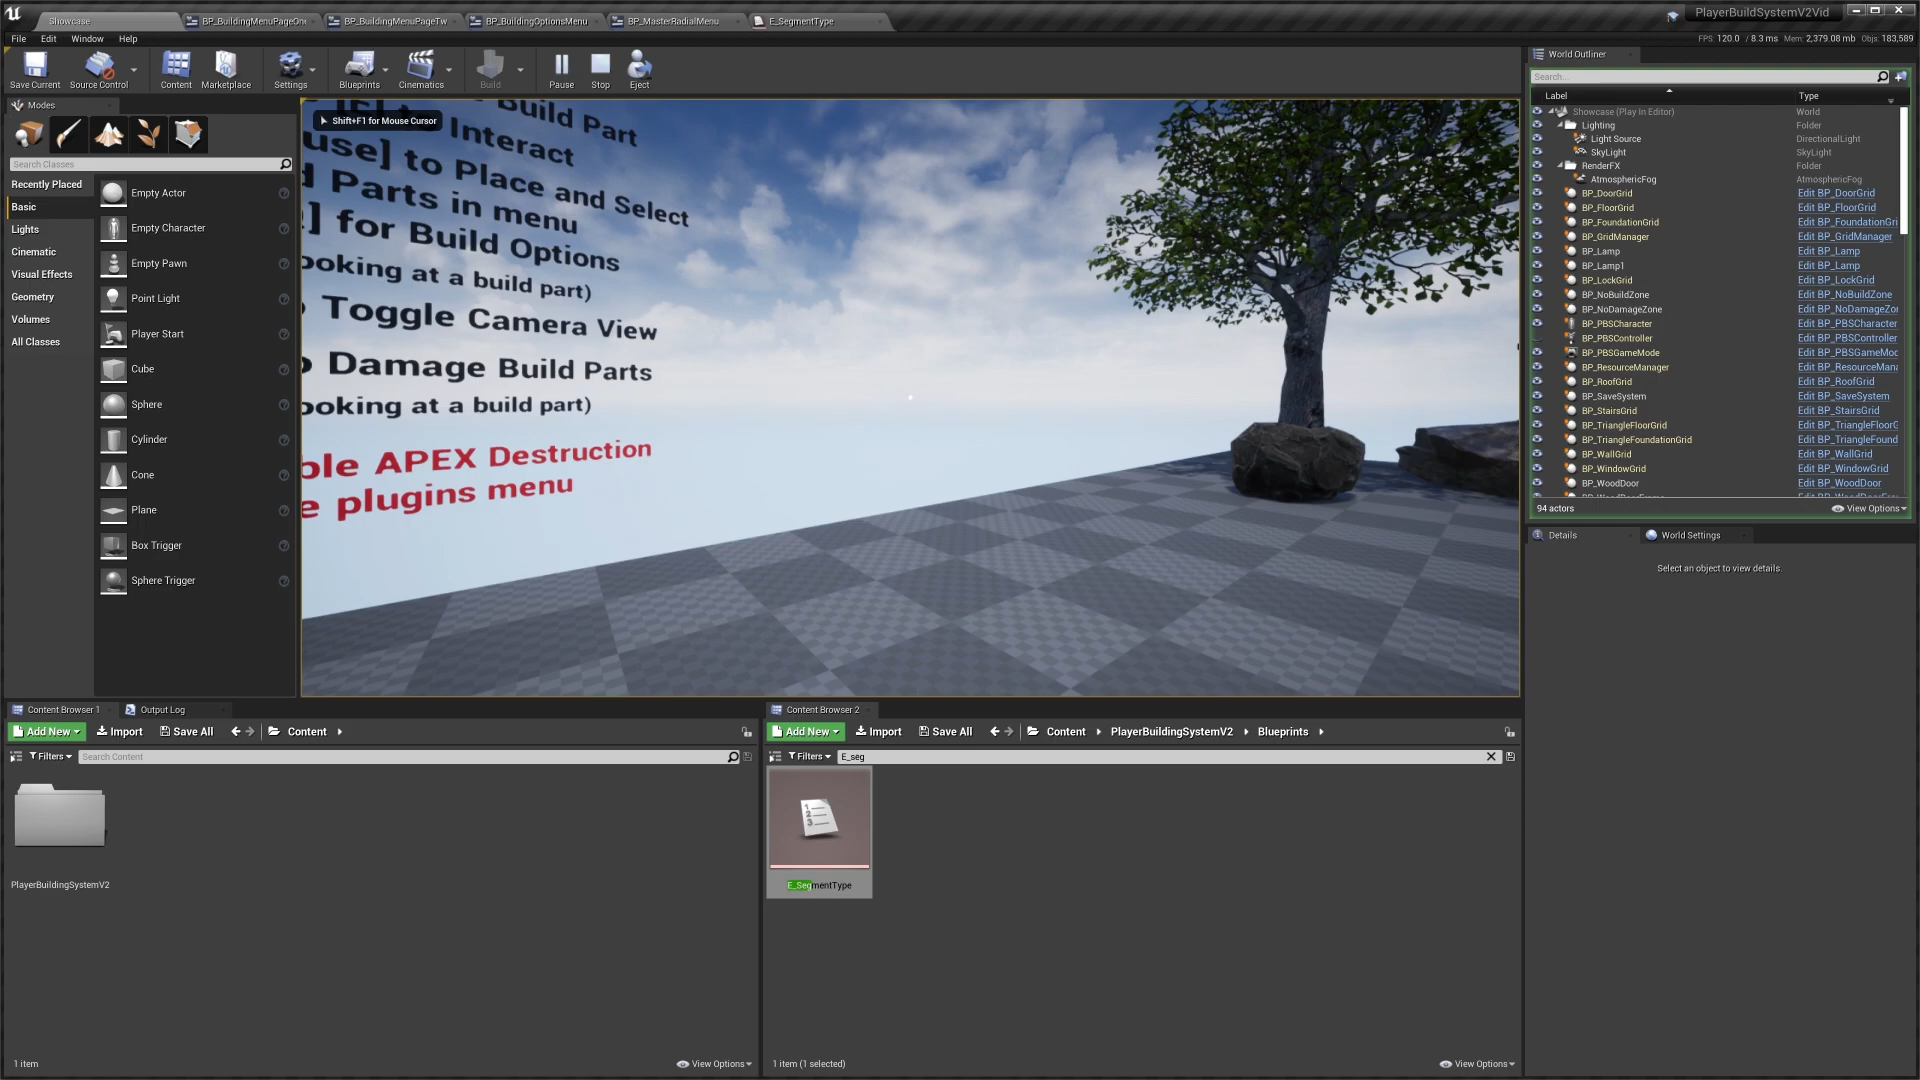 Showcase
BP_BuildingMenuPageOn
BP_BuildingMenuPageTw
BP_BuildingOptionsMenu
BP_MasterRadialMenu
E_SegmentType
PlayerBuildSystemV2Vid
File Edit Window Help
FPS: 120.0 / 8.3 ms Mem: 2,379.08 mb Objs: 183,589
Save Current
Source Control
Content
Marketplace
Settings
Blueprints
Cinematics
Build
Pause
Stop
Eject
Modes
Search Classes
Recently Placed
Basic
Lights
Cinematic
Visual Effects
Geometry
Volumes
All Classes
Empty Actor
Empty Character
Empty Pawn
Point Light
Player Start
Cube
Sphere
Cylinder
Cone
Plane
Box Trigger
Sphere Trigger
Shift+F1 for Mouse Cursor
[F] to Build Part
Interact
use] to Place and Select
d Parts in menu
] for Build Options
ooking at a build part)
o Toggle Camera View
o Damage Build Parts
ooking at a build part)
ble APEX Destruction
e plugins menu
World Outliner
Search...
Label Type
Showcase (Play In Editor) World
Lighting Folder
Light Source DirectionalLight
SkyLight SkyLight
RenderFX Folder
AtmosphericFog AtmosphericFog
BP_DoorGrid Edit BP_DoorGrid
BP_FloorGrid Edit BP_FloorGrid
BP_FoundationGrid Edit BP_FoundationGri
BP_GridManager Edit BP_GridManager
BP_Lamp Edit BP_Lamp
BP_Lamp1 Edit BP_Lamp
BP_LockGrid Edit BP_LockGrid
BP_NoBuildZone Edit BP_NoBuildZone
BP_NoDamageZone Edit BP_NoDamageZon
BP_PBSCharacter Edit BP_PBSCharacter
BP_PBSController Edit BP_PBSController
BP_PBSGameMode Edit BP_PBSGameMod
BP_ResourceManager Edit BP_ResourceMana
BP_RoofGrid Edit BP_RoofGrid
BP_SaveSystem Edit BP_SaveSystem
BP_StairsGrid Edit BP_StairsGrid
BP_TriangleFloorGrid Edit BP_TriangleFloorG
BP_TriangleFoundationGrid Edit BP_TriangleFound
BP_WallGrid Edit BP_WallGrid
BP_WindowGrid Edit BP_WindowGrid
BP_WoodDoor Edit BP_WoodDoor
94 actors View Options
Details World Settings
Select an object to view details.
Content Browser 1 Output Log
Add New Import Save All Content
Filters Search Content
PlayerBuildingSystemV2
1 item View Options
Content Browser 2
Add New Import Save All Content PlayerBuildingSystemV2 Blueprints
Filters E_seg
E_SegmentType
1 item (1 selected) View Options